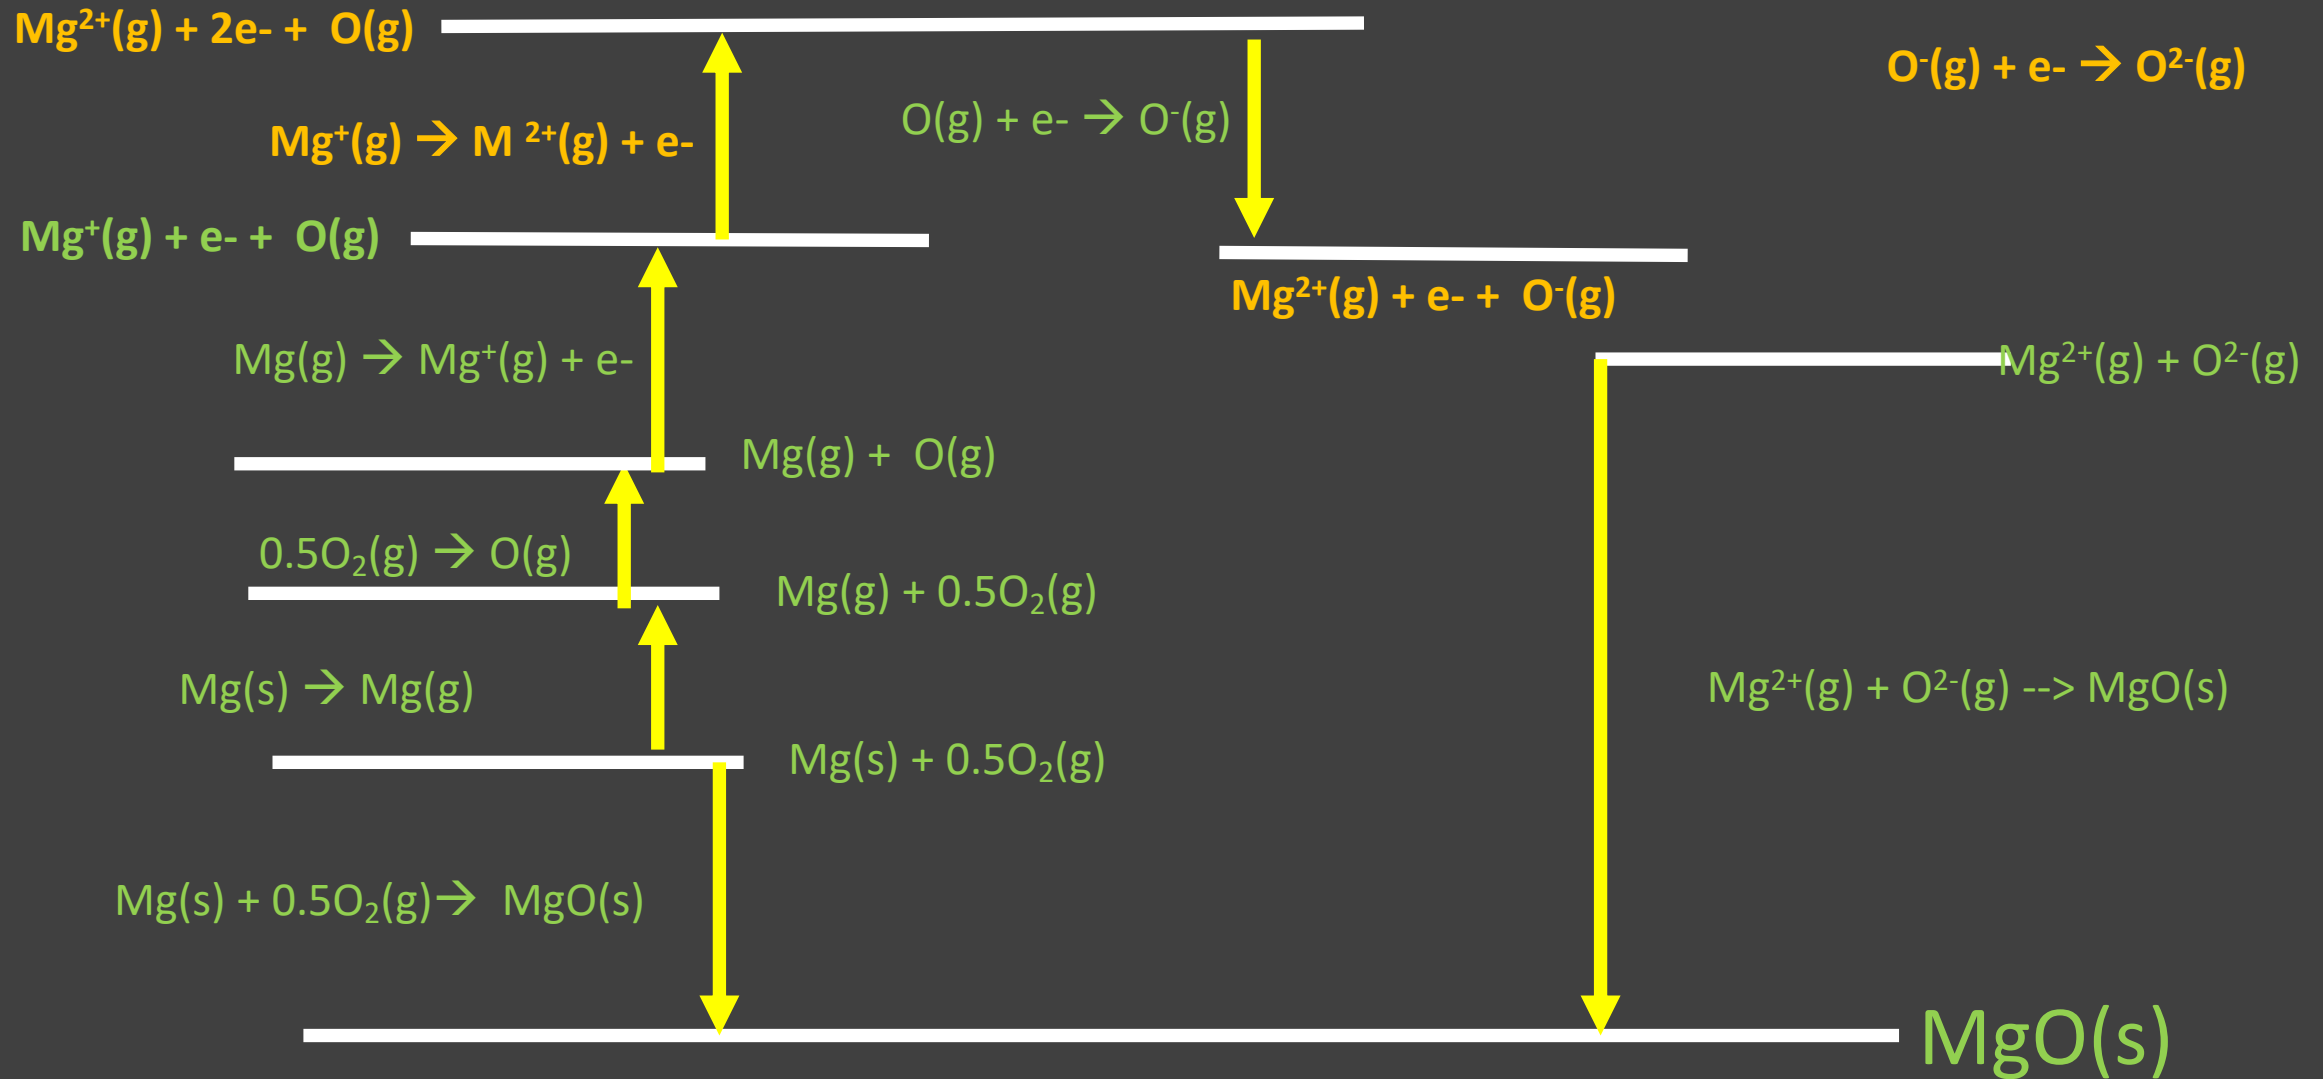 Mg²⁺(g) + 2e- + O(g)
O⁻(g) + e- → O²⁻(g)
O(g) + e- → O⁻(g)
Mg⁺(g) → M ²⁺(g) + e-
Mg⁺(g) + e- + O(g)
Mg²⁺(g) + e- + O⁻(g)
Mg(g) → Mg⁺(g) + e-
Mg²⁺(g) + O²⁻(g)
Mg(g) + O(g)
0.5O₂(g) → O(g)
Mg(g) + 0.5O₂(g)
Mg(s) → Mg(g)
Mg²⁺(g) + O²⁻(g) --> MgO(s)
Mg(s) + 0.5O₂(g)
Mg(s) + 0.5O₂(g)→ MgO(s)
MgO(s)